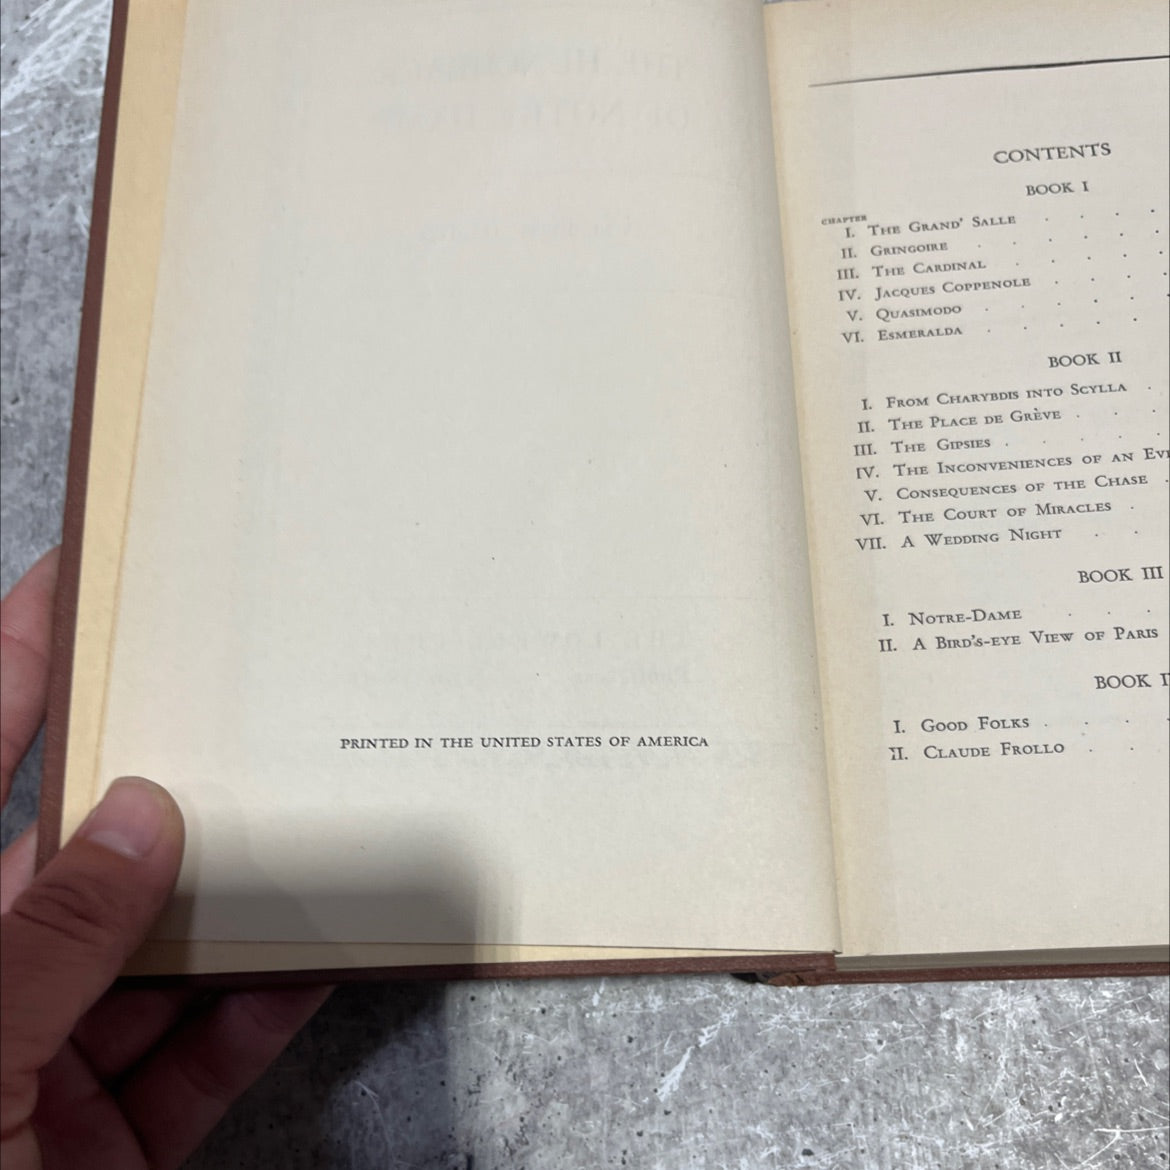 PRINTED IN THE UNITED STATES OF AMERICA
CONTENTS
BOOK I
CHAPTER
I. THE GRAND' SALLE
II. GRINGOIRE
III. THE CARDINAL
IV. JACQUES COPPENOLE
V. QUASIMODO
VI. ESMERALDA
BOOK II
I. FROM CHARYBDIS INTO SCYLLA
II. THE PLACE DE GRÈVE
III. THE GIPSIES
IV. THE INCONVENIENCES OF AN
V. CONSEQUENCES OF THE CHASE
VI. THE COURT OF MIRACLES
VII. A WEDDING NIGHT
BOOK III
I. NOTRE-DAME
II. A BIRD'S-EYE VIEW OF PARIS
BOOK
I. GOOD FOLKS
II. CLAUDE FROLLO